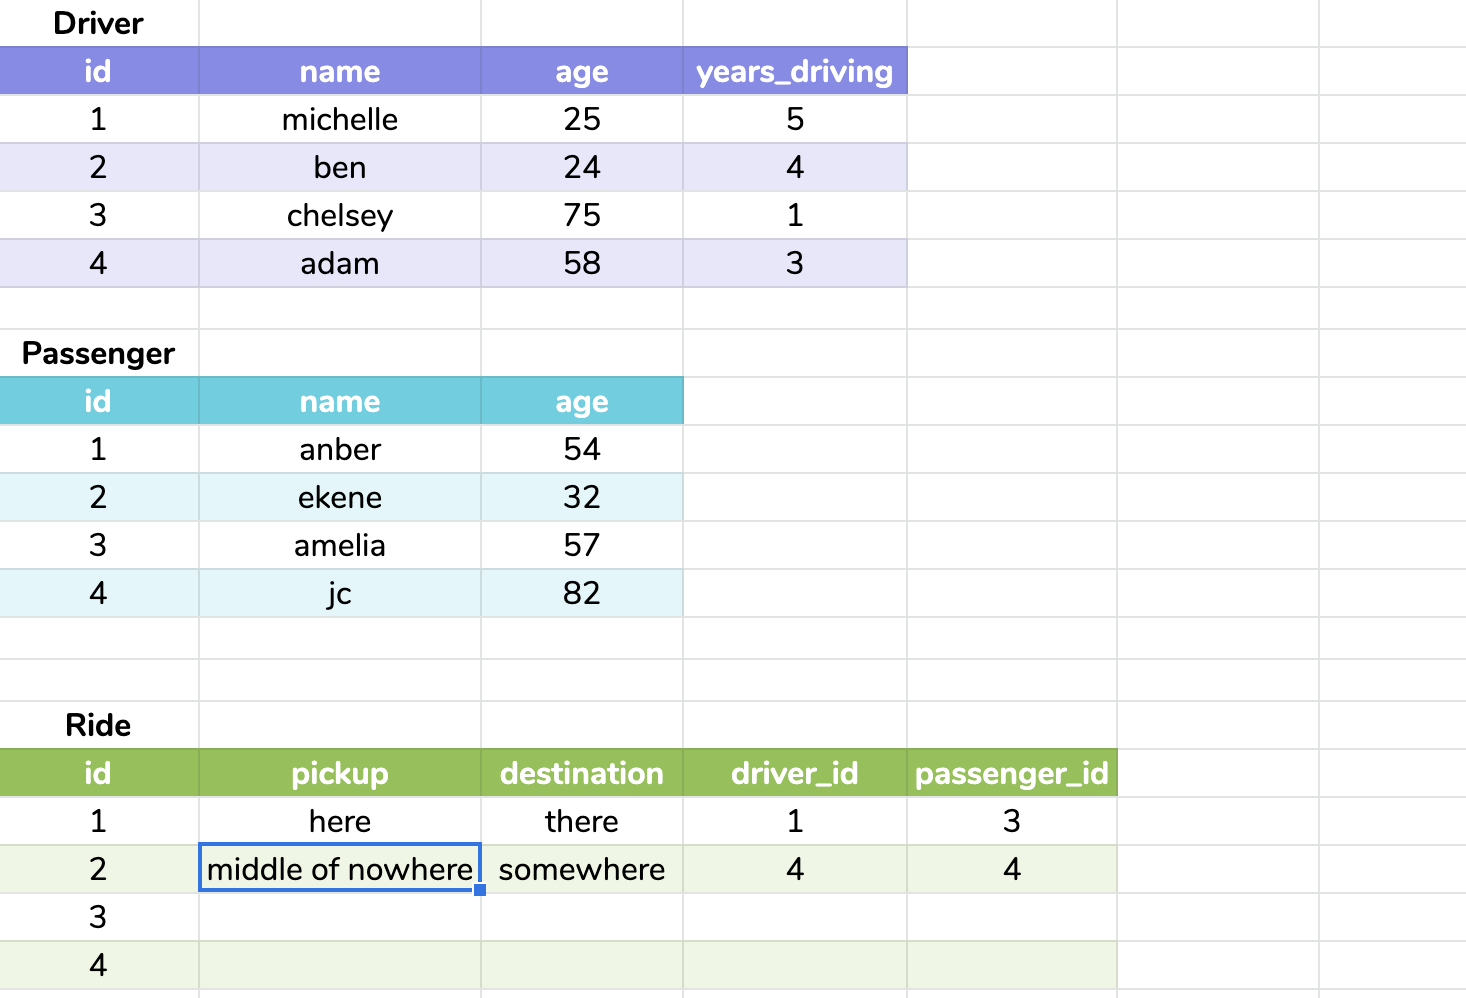 Driver
id name age years_driving
1 michelle 25 5
2 ben 24 4
3 chelsey 75 1
4 adam 58 3
Passenger
id name age
1 anber 54
2 ekene 32
3 amelia 57
4 jc 82
Ride
id pickup destination driver_id passenger_id
1 here there 1 3
2 middle of nowhere somewhere 4 4
3
4